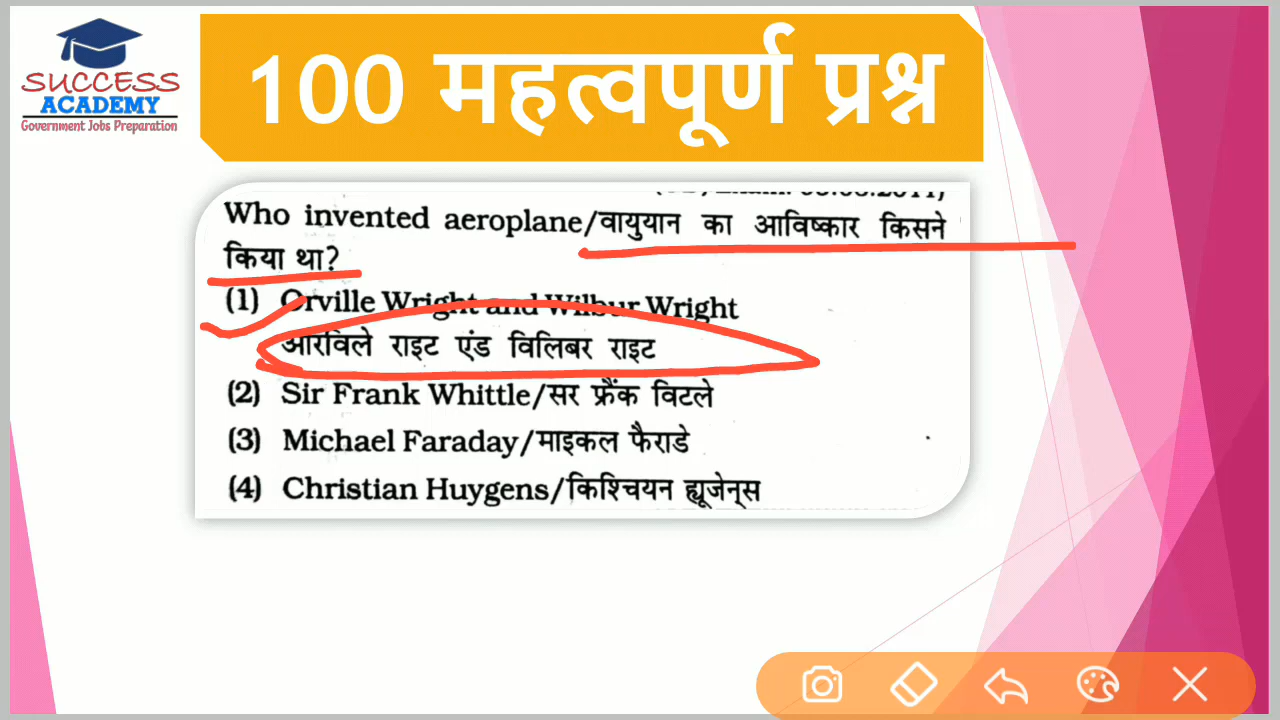 SUCCESS
ACADEMY
Government Jobs Preparation
100 महत्वपूर्ण प्रश्न
Who invented aeroplane/वायुयान का आविष्कार किसने
किया था?
(1) Orville Wright and Wilbur Wright
आरविले राइट एंड विलिबर राइट
(2) Sir Frank Whittle/सर फ्रैंक विटले
(3) Michael Faraday/माइकल फैराडे
(4) Christian Huygens/किश्चियन ह्यूजेन्स